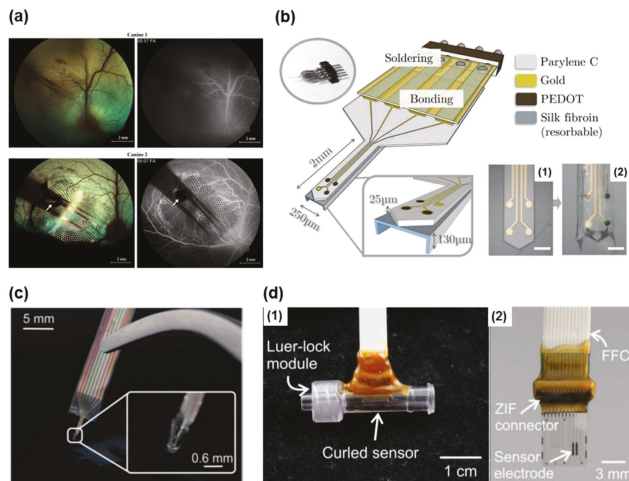 (a)
Canine 1
2 mm
2 mm
Canine 2
2 mm
2 mm
(b)
Soldering
Bonding
2mm
250µm
25µm
130µm
Parylene C
Gold
PEDOT
Silk fibroin
(resorbable)
(1)
(2)
(c)
5 mm
0.6 mm
(d)
(1)
Luer-lock
module
Curled sensor
1 cm
(2)
FFC
ZIF
connector
Sensor
electrode
3 mm